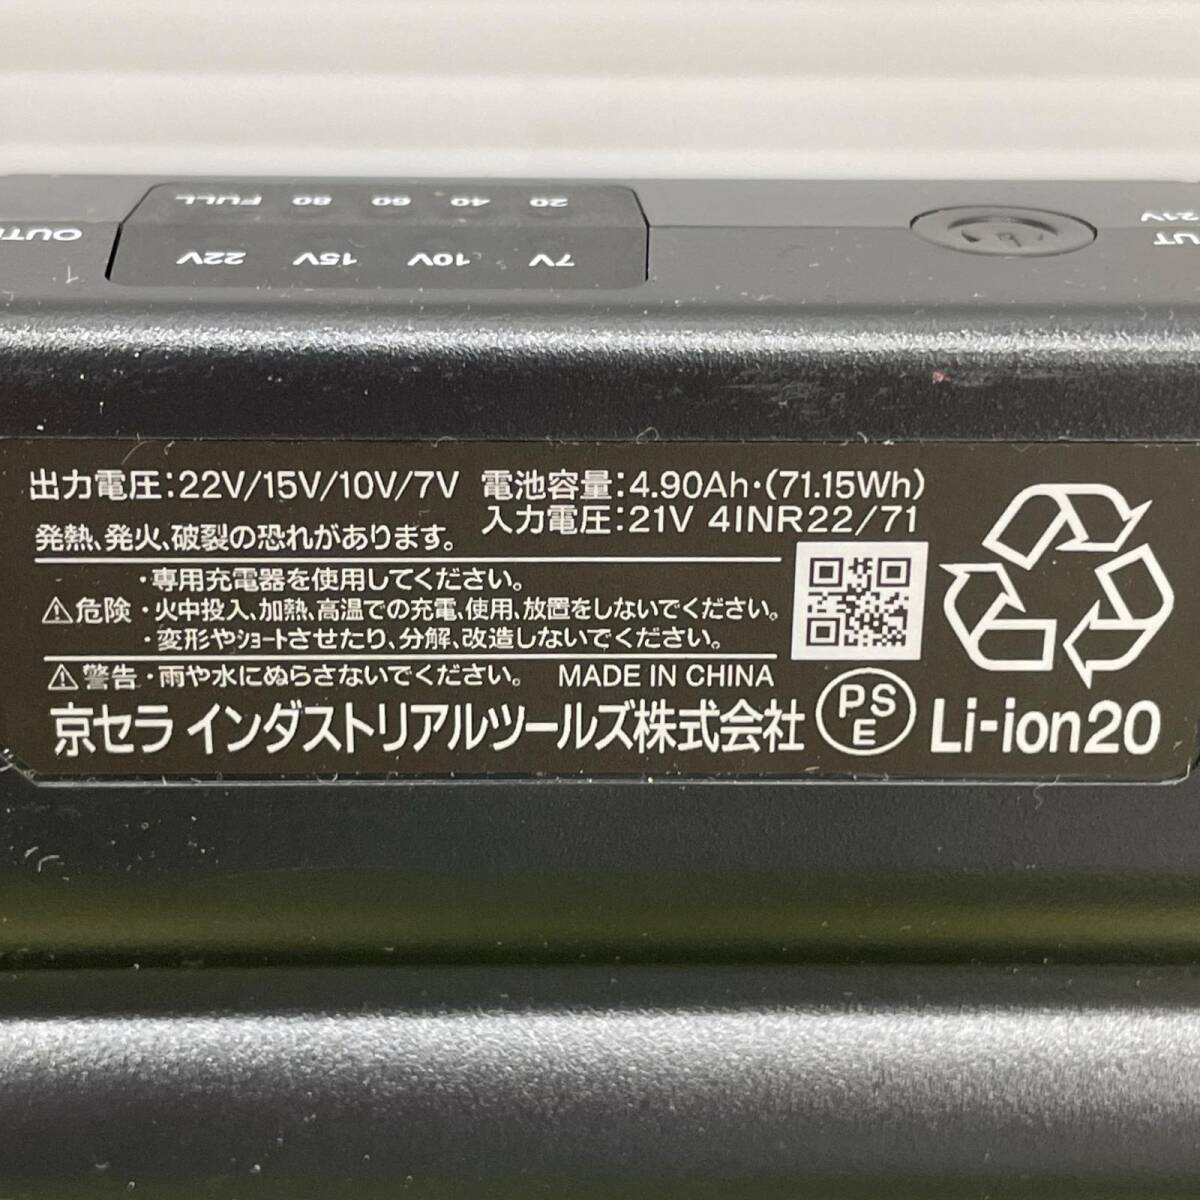 FULL 80 60 40 20
22V 15V 10V 7V
21V
出力電圧:22V/15V/10V/7V 電池容量:4.90Ah・(71.15Wh)
入力電圧:21V 4INR22/71
発熱、発火、破裂の恐れがあります。
・専用充電器を使用してください。
⚠危険・火中投入、加熱、高温での充電、使用、放置をしないでください。
・変形やショートさせたり、分解、改造しないでください。
⚠警告・雨や水にぬらさないでください。 MADE IN CHINA
京セラ インダストリアルツールズ株式会社 PSE Li-ion20